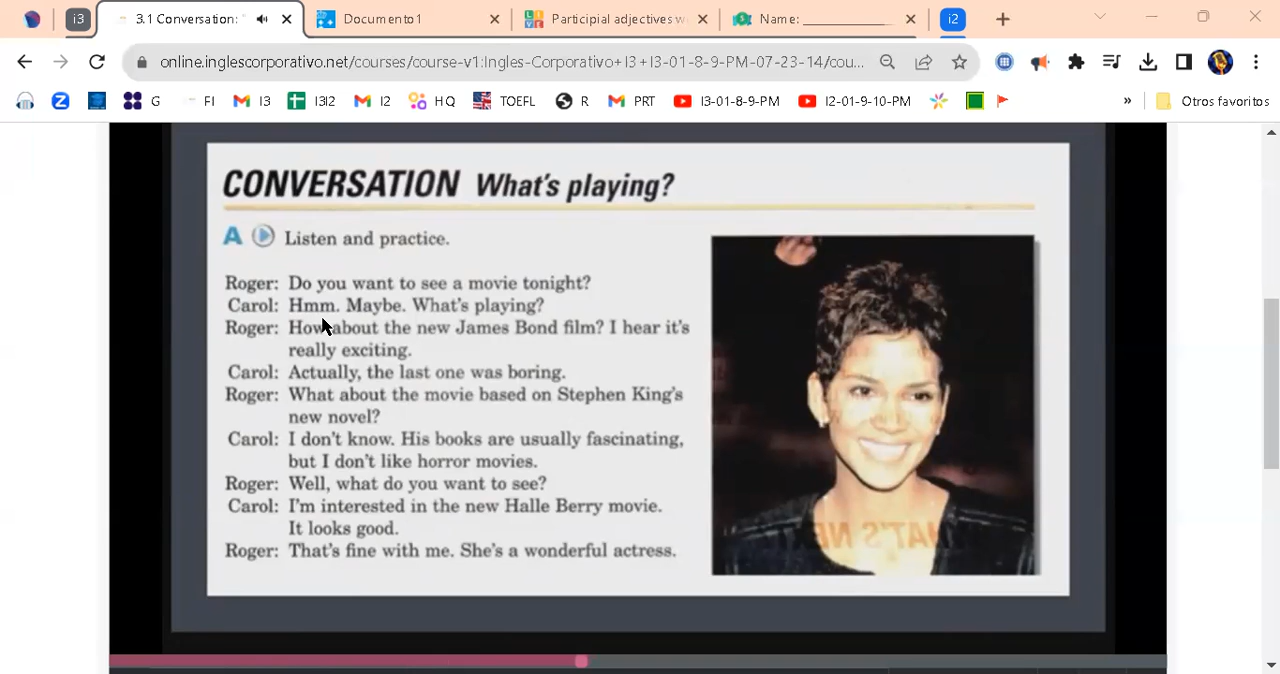 i3
3.1 Conversation: "
Documento1
Participial adjectives w
Name: ______________
i2
online.inglescorporativo.net/courses/course-v1:Ingles-Corporativo+I3+I3-01-8-9-PM-07-23-14/cou...
G
FI
I3
I3I2
I2
HQ
TOEFL
R
PRT
I3-01-8-9-PM
I2-01-9-10-PM
»
Otros favoritos
CONVERSATION What's playing?
A Listen and practice.
Roger: Do you want to see a movie tonight?
Carol: Hmm. Maybe. What's playing?
Roger: How about the new James Bond film? I hear it's
really exciting.
Carol: Actually, the last one was boring.
Roger: What about the movie based on Stephen King's
new novel?
Carol: I don't know. His books are usually fascinating,
but I don't like horror movies.
Roger: Well, what do you want to see?
Carol: I'm interested in the new Halle Berry movie.
It looks good.
Roger: That's fine with me. She's a wonderful actress.